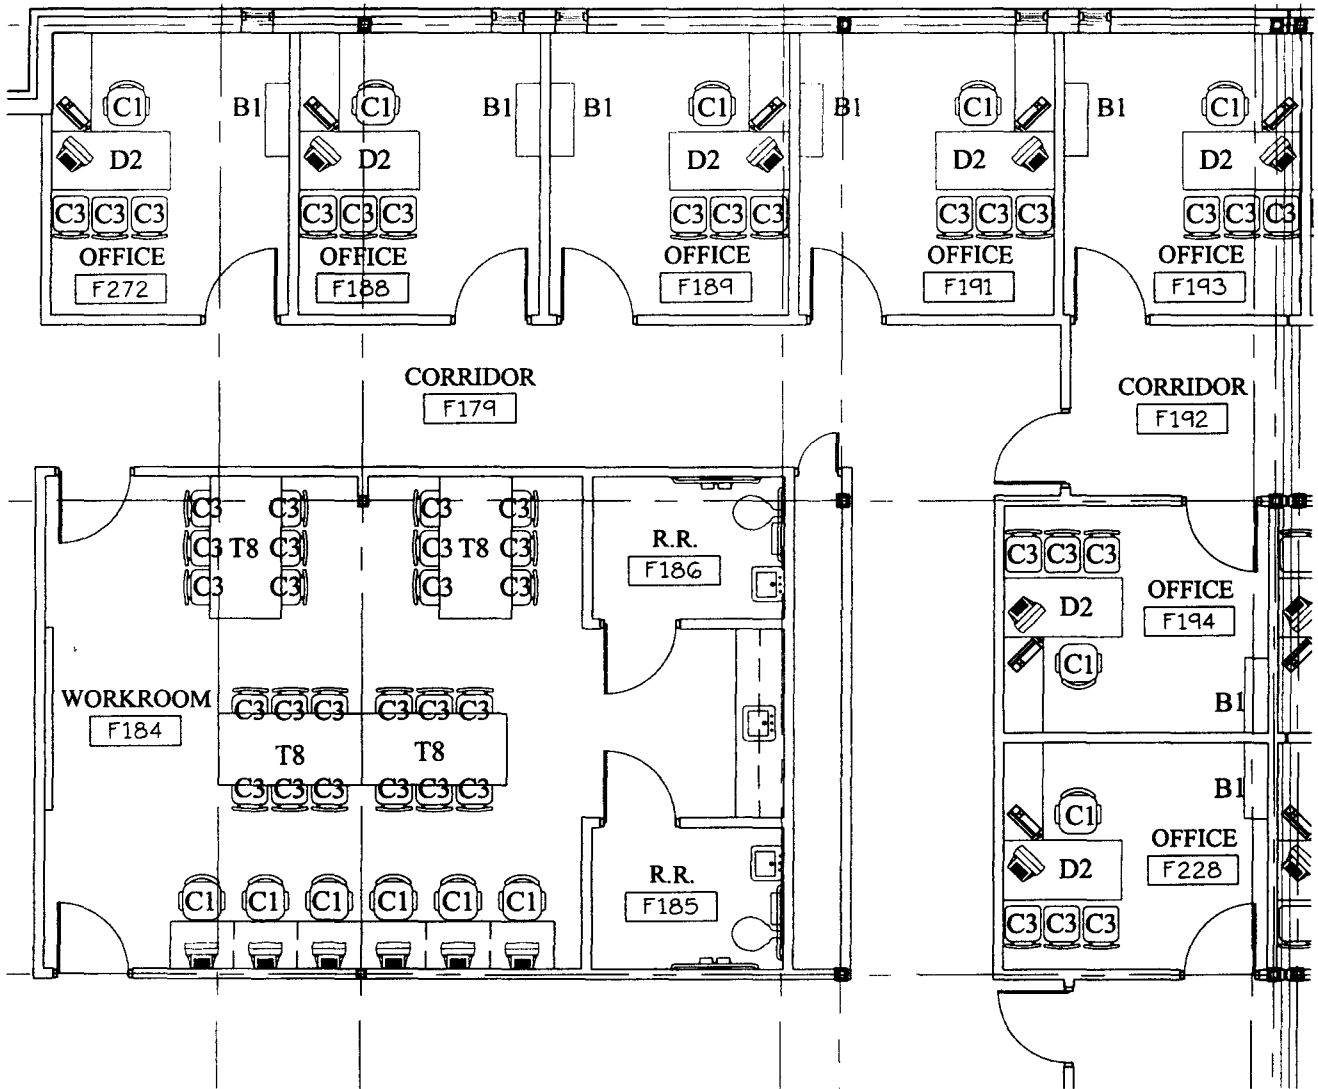 C1 B1 C1 B1 B1 C1 B1 C1 B1 C1
D2 D2 D2 D2 D2
C3 C3 C3 C3 C3 C3 C3 C3 C3 C3 C3 C3 C3 C3 C3
OFFICE OFFICE OFFICE OFFICE OFFICE
F272 F188 F189 F191 F193
CORRIDOR
F179
CORRIDOR
F192
C3 C3 C3 C3
C3 T8 C3 C3 T8 C3
C3 C3 C3 C3
R.R.
F186
C3 C3 C3
D2
OFFICE
F194
C1
B1
WORKROOM
F184
C3 C3 C3 C3 C3 C3
T8 T8
C3 C3 C3 C3 C3 C3
B1
C1
OFFICE
F228
D2
C3 C3 C3
R.R.
F185
C1 C1 C1 C1 C1 C1